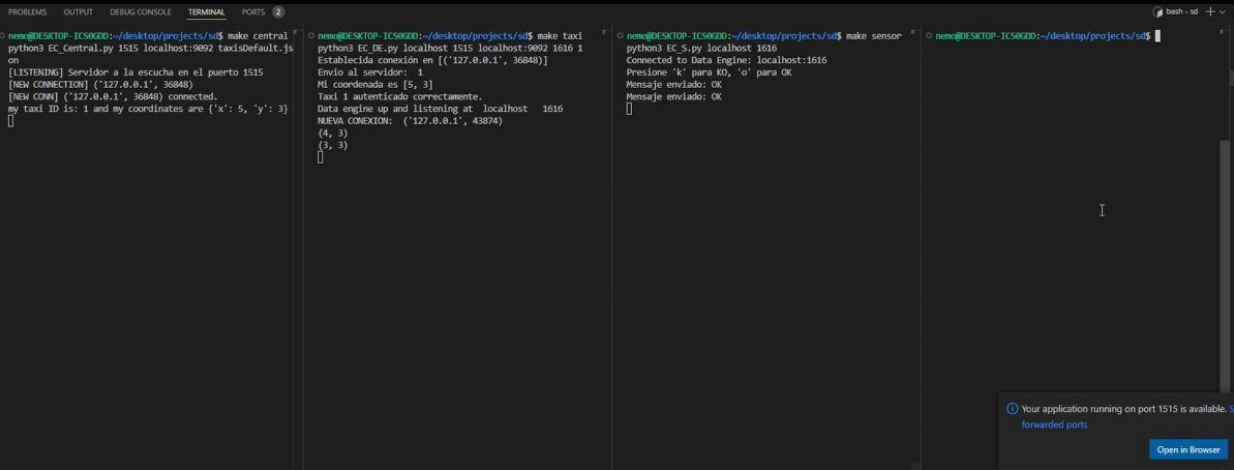 PROBLEMS OUTPUT DEBUG CONSOLE TERMINAL PORTS 2
bash - sd
nemo@DESKTOP-ICS0GDD:~/desktop/projects/sd$ make central
python3 EC_Central.py 1515 localhost:9092 taxisDefault.js
on
[LISTENING] Servidor a la escucha en el puerto 1515
[NEW CONNECTION] ('127.0.0.1', 36848)
[NEW CONN] ('127.0.0.1', 36848) connected.
my taxi ID is: 1 and my coordinates are {'x': 5, 'y': 3}
nemo@DESKTOP-ICS0GDD:~/desktop/projects/sd$ make taxi
python3 EC_DE.py localhost 1515 localhost:9092 1616 1
Establecida conexión en [('127.0.0.1', 36848)]
Envio al servidor: 1
Mi coordenada es [5, 3]
Taxi 1 autenticado correctamente.
Data engine up and listening at localhost 1616
NUEVA CONEXION: ('127.0.0.1', 43874)
(4, 3)
(3, 3)
nemo@DESKTOP-ICS0GDD:~/desktop/projects/sd$ make sensor
python3 EC_S.py localhost 1616
Connected to Data Engine: localhost:1616
Presione 'k' para KO, 'o' para OK
Mensaje enviado: OK
Mensaje enviado: OK
nemo@DESKTOP-ICS0GDD:~/desktop/projects/sd$
Your application running on port 1515 is available.
forwarded ports
Open in Browser